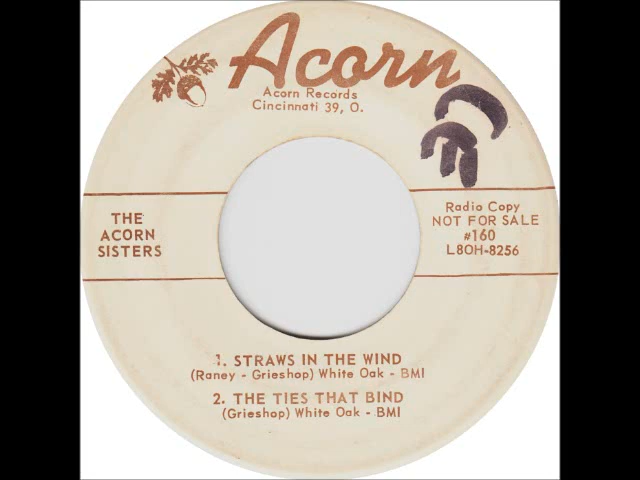 Acorn
Acorn Records
Cincinnati 39, O.
THE
ACORN
SISTERS
Radio Copy
NOT FOR SALE
#160
L8OH-8256
1. STRAWS IN THE WIND
(Raney - Grieshop) White Oak - BMI
2. THE TIES THAT BIND
(Grieshop) White Oak - BMI